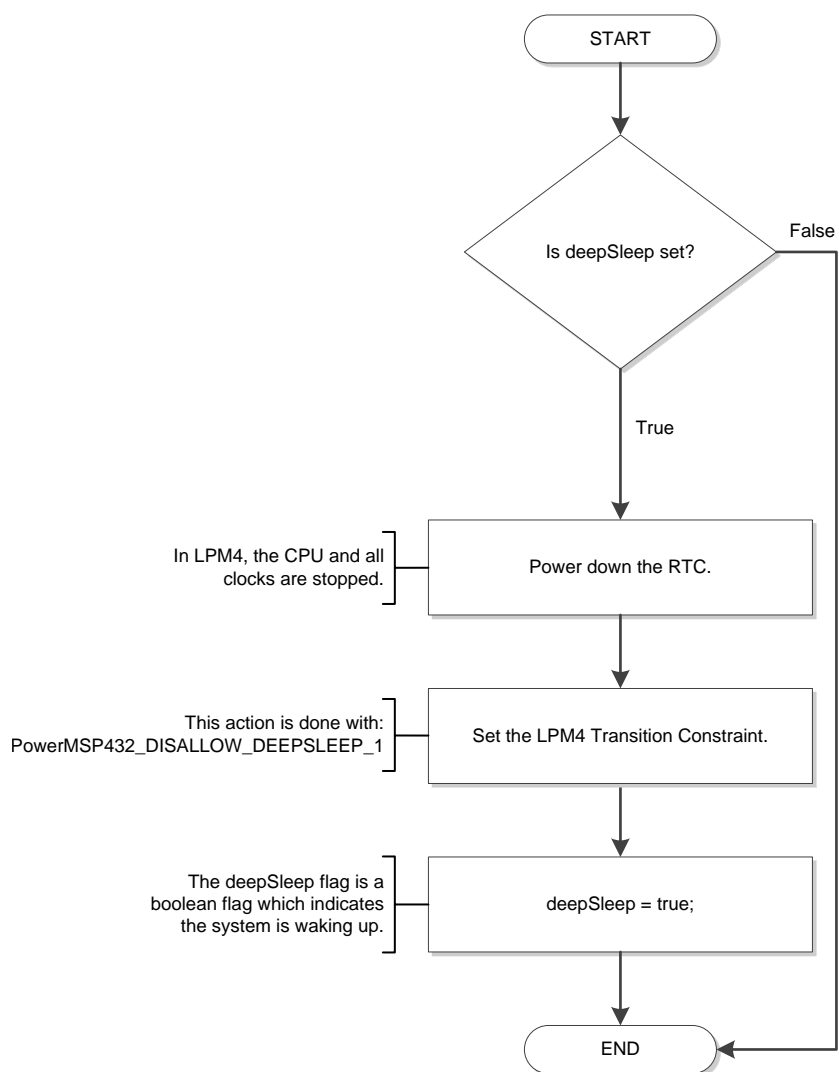 START
Is deepSleep set?
False
True
In LPM4, the CPU and all
clocks are stopped.
Power down the RTC.
This action is done with:
PowerMSP432_DISALLOW_DEEPSLEEP_1
Set the LPM4 Transition Constraint.
The deepSleep flag is a
boolean flag which indicates
the system is waking up.
deepSleep = true;
END